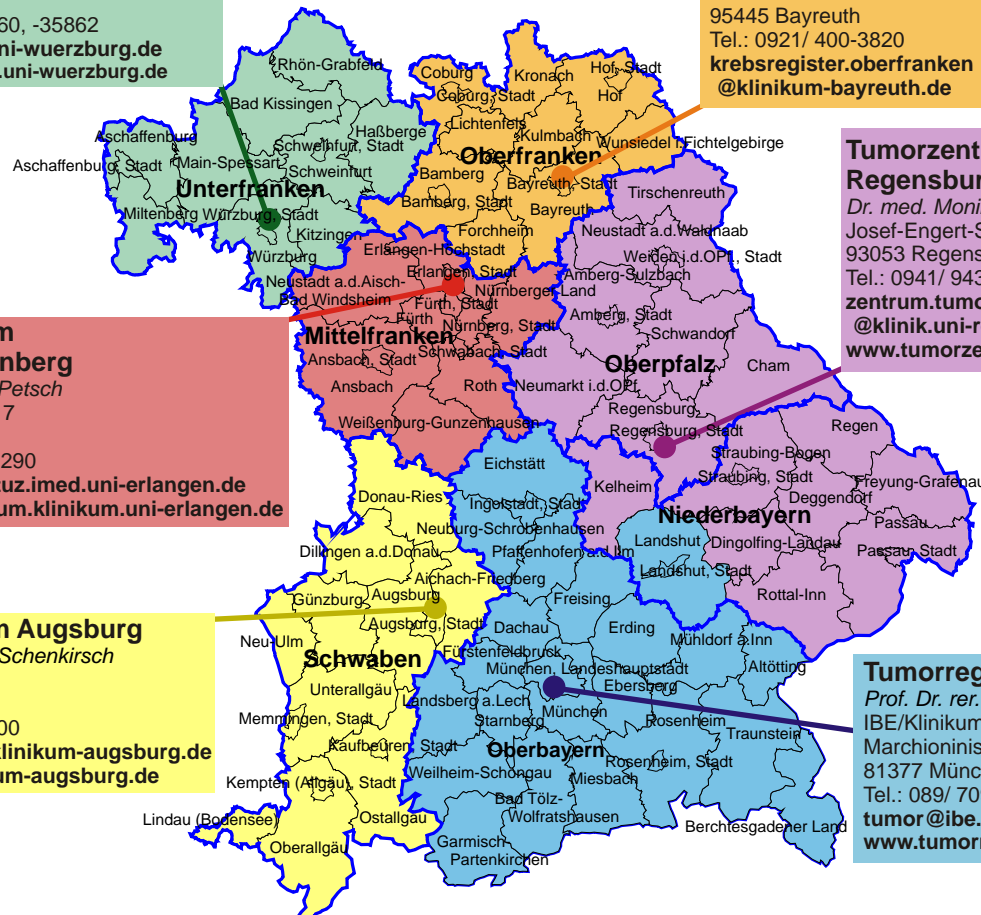 60, -35862
ni-wuerzburg.de
.uni-wuerzburg.de
95445 Bayreuth
Tel.: 0921/ 400-3820
krebsregister.oberfranken
@klinikum-bayreuth.de
Rhön-Grabfeld
Bad Kissingen
Aschaffenburg
Aschaffenburg, Stadt
Main-Spessart
Haßberge
Schweinfurt, Stadt
Schweinfurt
Unterfranken
Miltenberg
Würzburg, Stadt
Kitzingen
Würzburg
Coburg
Coburg, Stadt
Kronach
Hof, Stadt
Hof
Lichtenfels
Kulmbach
Wunsiedel i.Fichtelgebirge
Oberfranken
Bamberg
Bayreuth, Stadt
Bamberg, Stadt
Bayreuth
Forchheim
Tumorzent
Regensbur
Dr. med. Moni
Josef-Engert-S
93053 Regens
Tel.: 0941/ 943
zentrum.tumo
@klinik.uni-r
www.tumorze
Tirschenreuth
Neustadt a.d.Waldnaab
Weiden i.d.OPf., Stadt
Amberg-Sulzbach
Amberg, Stadt
Schwandorf
Oberpfalz
Cham
Neumarkt i.d.OPf.
Regensburg
Regensburg, Stadt
Erlangen-Höchstadt
Erlangen, Stadt
Neustadt a.d.Aisch-
Bad Windsheim
Nürnberger Land
Fürth, Stadt
Fürth
Nürnberg, Stadt
Mittelfranken
Schwabach, Stadt
Ansbach, Stadt
Ansbach
Roth
Weißenburg-Gunzenhausen
m
nberg
Petsch
17
290
tuz.imed.uni-erlangen.de
um.klinikum.uni-erlangen.de
Regen
Straubing-Bogen
Straubing, Stadt
Freyung-Grafenau
Deggendorf
Kelheim
Niederbayern
Passau
Landshut
Dingolfing-Landau
Passau, Stadt
Landshut, Stadt
Rottal-Inn
Donau-Ries
Dillingen a.d.Donau
Aichach-Friedberg
Günzburg
Augsburg
Augsburg, Stadt
Neu-Ulm
Schwaben
Unterallgäu
Memmingen, Stadt
Kaufbeuren, Stadt
Kempten (Allgäu), Stadt
Lindau (Bodensee)
Ostallgäu
Oberallgäu
m Augsburg
Schenkirsch
00
klinikum-augsburg.de
um-augsburg.de
Eichstätt
Ingolstadt, Stadt
Neuburg-Schrobenhausen
Pfaffenhofen a.d.Ilm
Freising
Dachau
Erding
Mühldorf a.Inn
Fürstenfeldbruck
München, Landeshauptstadt
Altötting
Ebersberg
Landsberg a.Lech
München
Starnberg
Rosenheim
Traunstein
Oberbayern
Rosenheim, Stadt
Weilheim-Schongau
Miesbach
Bad Tölz-
Wolfratshausen
Berchtesgadener Land
Garmisch-
Partenkirchen
Tumorreg
Prof. Dr. rer.
IBE/Klinikum
Marchioninis
81377 Münc
Tel.: 089/ 70
tumor@ibe.
www.tumorr